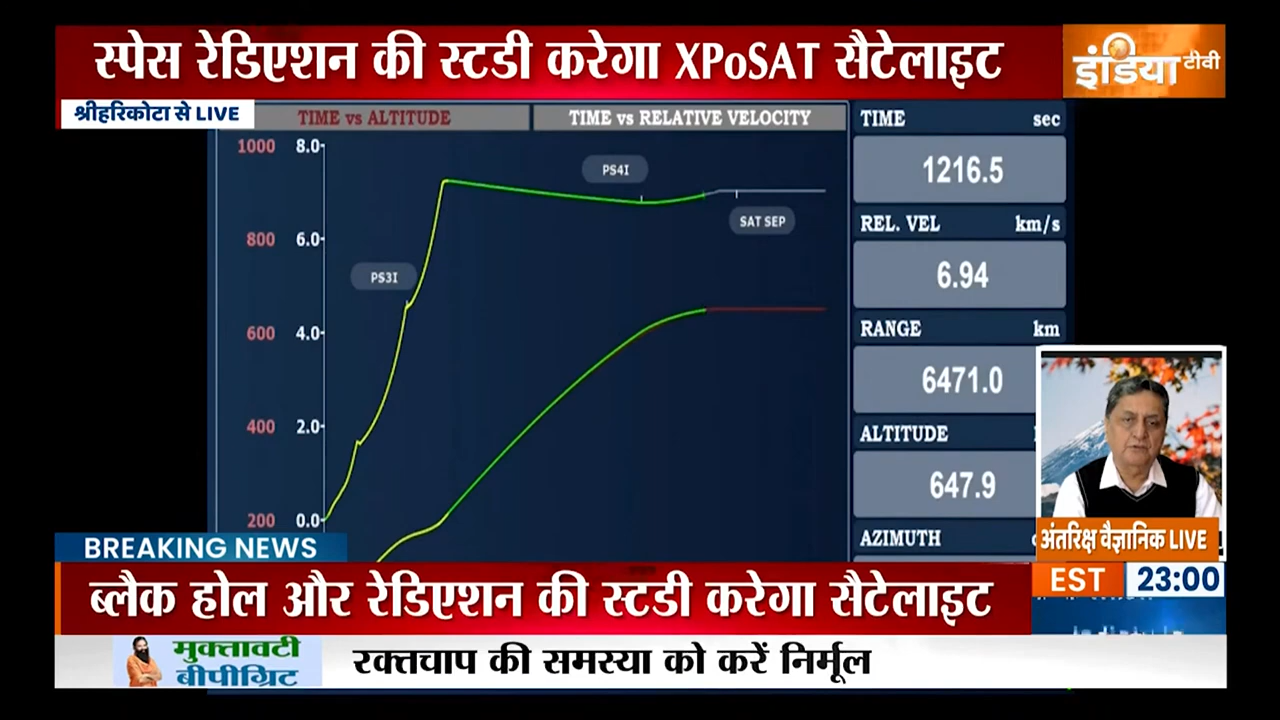 स्पेस रेडिएशन की स्टडी करेगा XPoSAT सैटेलाइट
इंडिया टीवी
श्रीहरिकोटा से LIVE
TIME vs ALTITUDE
TIME vs RELATIVE VELOCITY
TIME sec
1216.5
REL. VEL km/s
6.94
RANGE km
6471.0
ALTITUDE
647.9
AZIMUTH
1000 8.0
800 6.0
600 4.0
400 2.0
200 0.0
PS4I
SAT SEP
PS3I
अंतरिक्ष वैज्ञानिक LIVE
BREAKING NEWS
ब्लैक होल और रेडिएशन की स्टडी करेगा सैटेलाइट
EST 23:00
मुक्तावटी
बीपीग्रिट
रक्तचाप की समस्या को करें निर्मूल